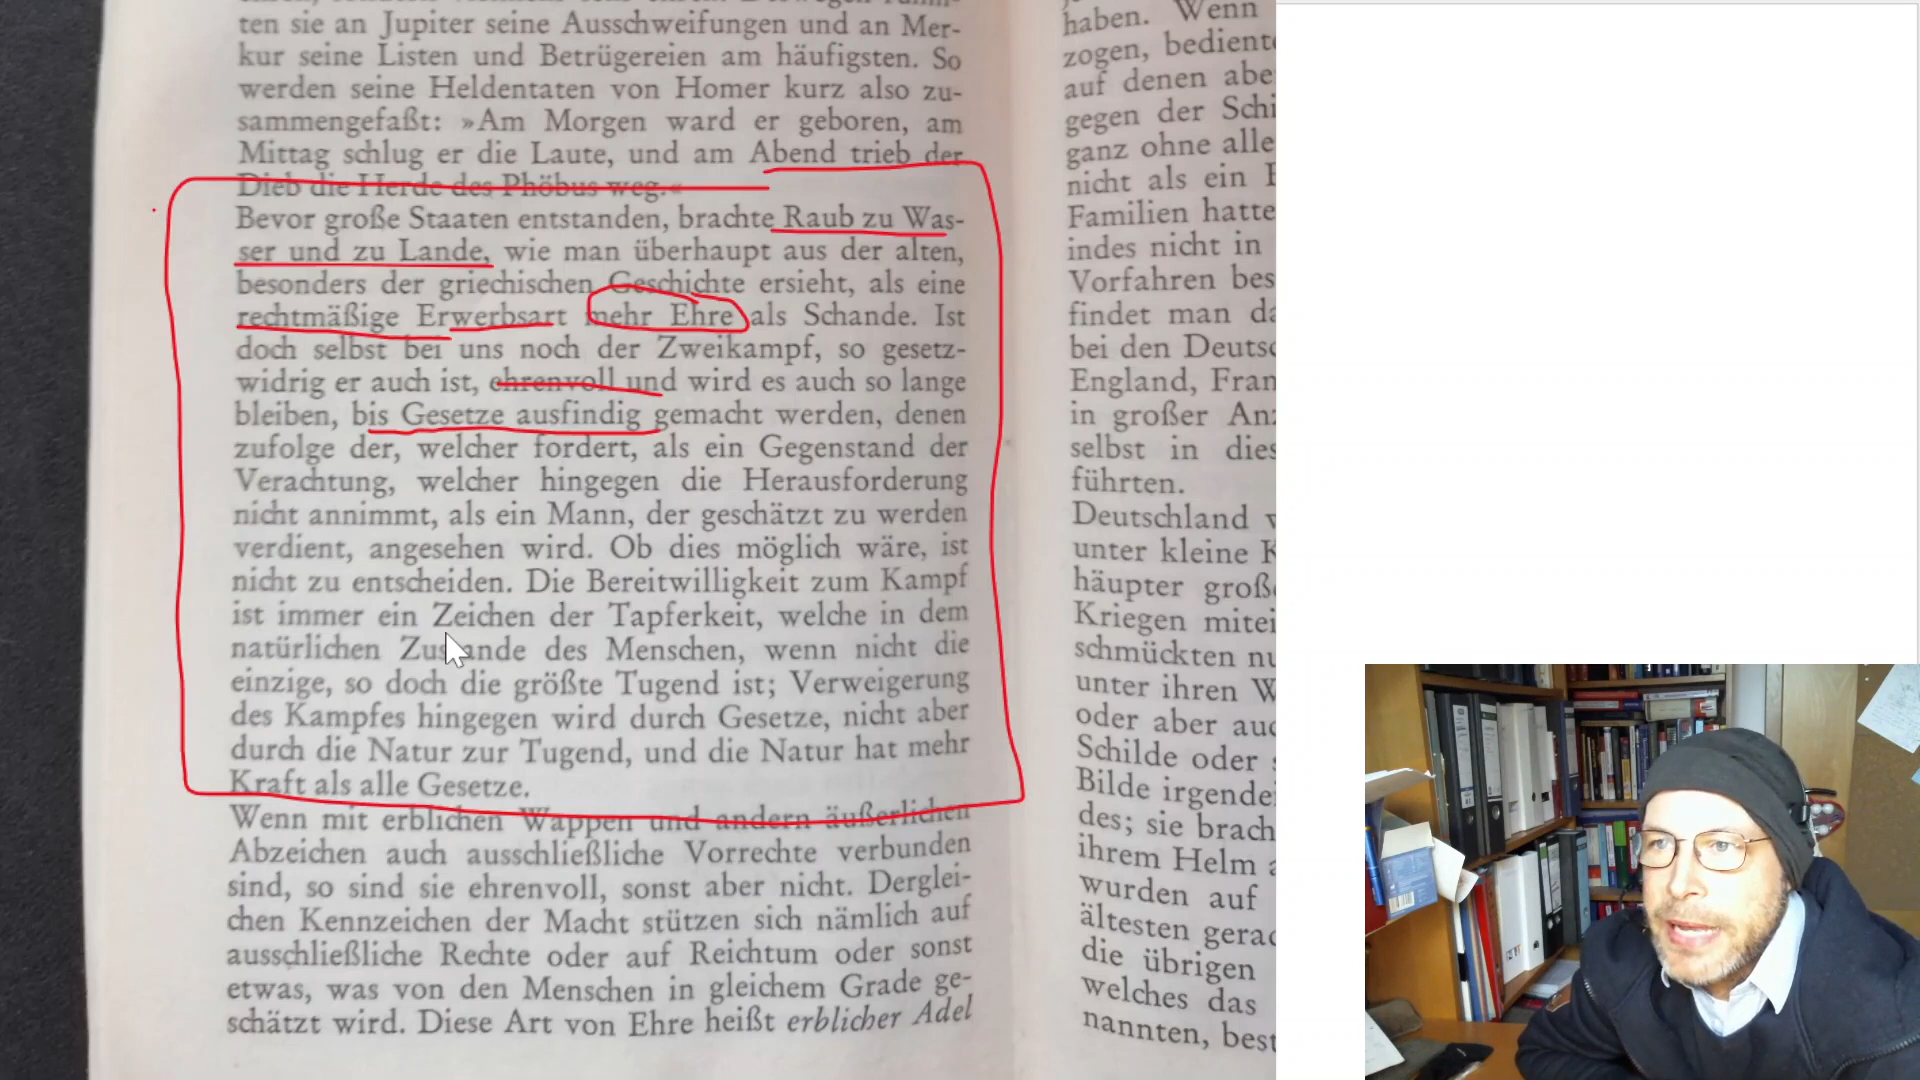 ten sie an Jupiter seine Ausschweifungen und an Mer-
kur seine Listen und Betrügereien am häufigsten. So
werden seine Heldentaten von Homer kurz also zu-
sammengefaßt: »Am Morgen ward er geboren, am
Mittag schlug er die Laute, und am Abend trieb der
Dieb die Herde des Phöbus weg.«
Bevor große Staaten entstanden, brachte Raub zu Was-
ser und zu Lande, wie man überhaupt aus der alten,
besonders der griechischen Geschichte ersieht, als eine
rechtmäßige Erwerbsart mehr Ehre als Schande. Ist
doch selbst bei uns noch der Zweikampf, so gesetz-
widrig er auch ist, ehrenvoll und wird es auch so lange
bleiben, bis Gesetze ausfindig gemacht werden, denen
zufolge der, welcher fordert, als ein Gegenstand der
Verachtung, welcher hingegen die Herausforderung
nicht annimmt, als ein Mann, der geschätzt zu werden
verdient, angesehen wird. Ob dies möglich wäre, ist
nicht zu entscheiden. Die Bereitwilligkeit zum Kampf
ist immer ein Zeichen der Tapferkeit, welche in dem
natürlichen Zustande des Menschen, wenn nicht die
einzige, so doch die größte Tugend ist; Verweigerung
des Kampfes hingegen wird durch Gesetze, nicht aber
durch die Natur zur Tugend, und die Natur hat mehr
Kraft als alle Gesetze.
Wenn mit erblichen Wappen und andern äußerlichen
Abzeichen auch ausschließliche Vorrechte verbunden
sind, so sind sie ehrenvoll, sonst aber nicht. Derglei-
chen Kennzeichen der Macht stützen sich nämlich auf
ausschließliche Rechte oder auf Reichtum oder sonst
etwas, was von den Menschen in gleichem Grade ge-
schätzt wird. Diese Art von Ehre heißt erblicher Adel
haben. Wenn
zogen, bediente
auf denen abe
gegen der Schi
ganz ohne alle
nicht als ein
Familien hatte
indes nicht in
Vorfahren bes
findet man da
bei den Deutsc
England, Fran
in großer Anz
selbst in dies
führten.
Deutschland
unter kleine K
häupter große
Kriegen mitei
schmückten nu
unter ihren W
oder aber auc
Schilde oder
Bilde irgende
des; sie brach
ihrem Helm a
wurden auf
ältesten gerad
die übrigen
welches das
nannten, best